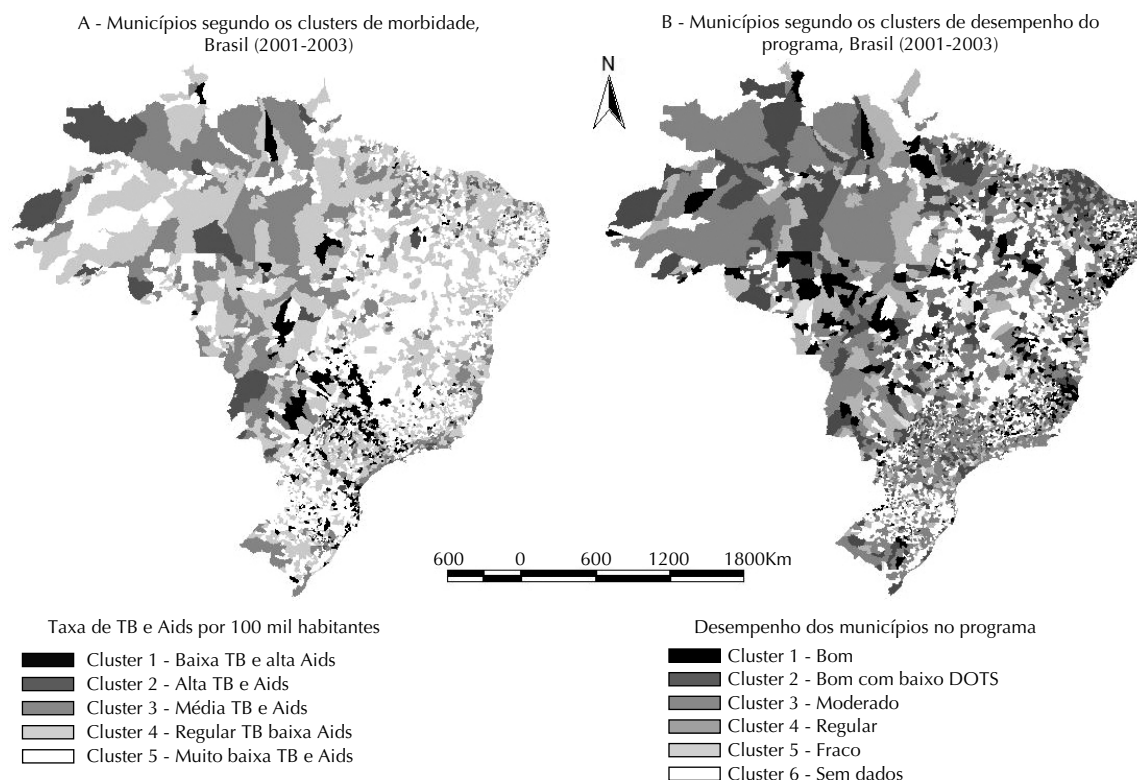 A - Municípios segundo os clusters de morbidade,
Brasil (2001-2003)
B - Municípios segundo os clusters de desempenho do
programa, Brasil (2001-2003)
N
600 0 600 1200 1800Km
Taxa de TB e Aids por 100 mil habitantes
Cluster 1 - Baixa TB e alta Aids
Cluster 2 - Alta TB e Aids
Cluster 3 - Média TB e Aids
Cluster 4 - Regular TB baixa Aids
Cluster 5 - Muito baixa TB e Aids
Desempenho dos municípios no programa
Cluster 1 - Bom
Cluster 2 - Bom com baixo DOTS
Cluster 3 - Moderado
Cluster 4 - Regular
Cluster 5 - Fraco
Cluster 6 - Sem dados